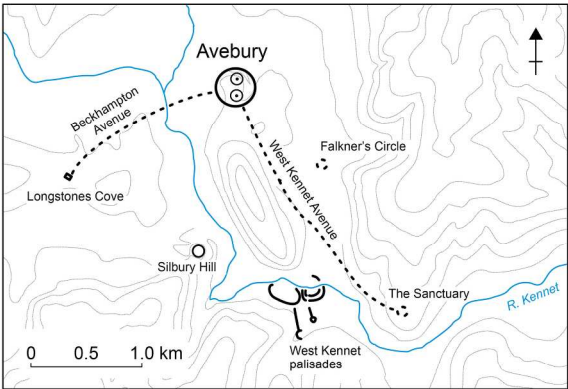 Avebury
Beckhampton
Avenue
Falkner's Circle
West Kennet Avenue
Longstones Cove
Silbury Hill
The Sanctuary
R. Kennet
West Kennet
palisades
0 0.5 1.0 km